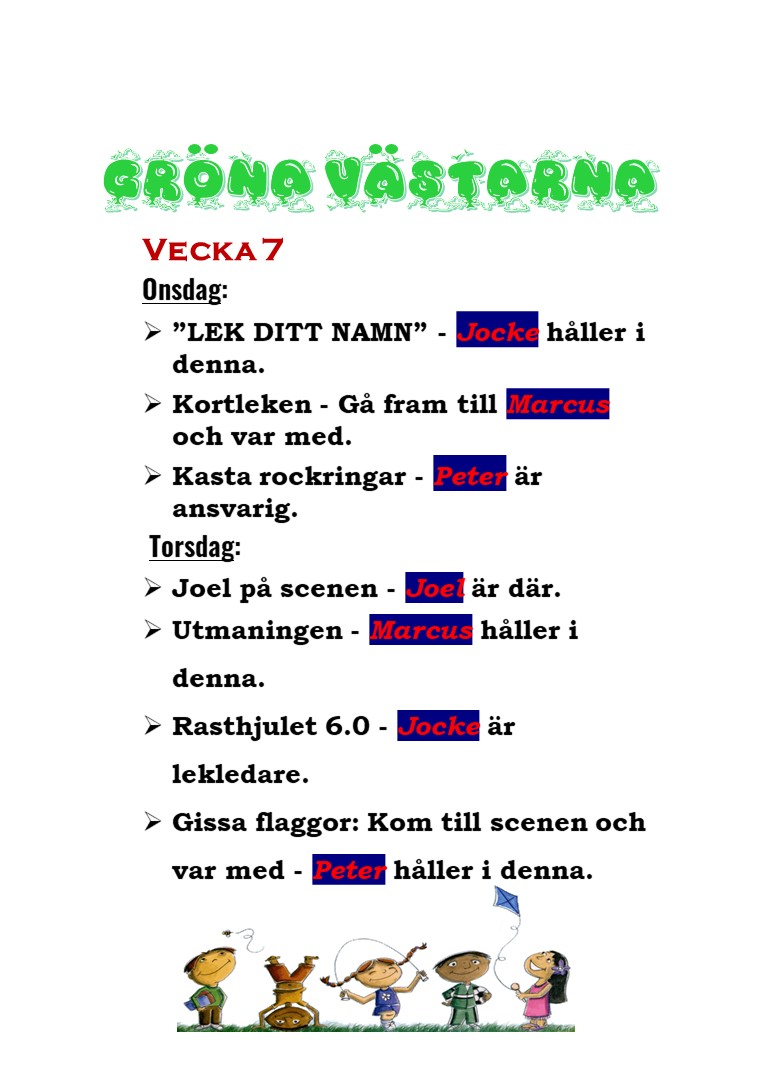 GRÖNA VÄSTARNA
VECKA 7
Onsdag:
➢ ”LEK DITT NAMN” - Jocke håller i
denna.
➢ Kortleken - Gå fram till Marcus
och var med.
➢ Kasta rockringar - Peter är
ansvarig.
Torsdag:
➢ Joel på scenen - Joel är där.
➢ Utmaningen - Marcus håller i
denna.
➢ Rasthjulet 6.0 - Jocke är
lekledare.
➢ Gissa flaggor: Kom till scenen och
var med - Peter håller i denna.